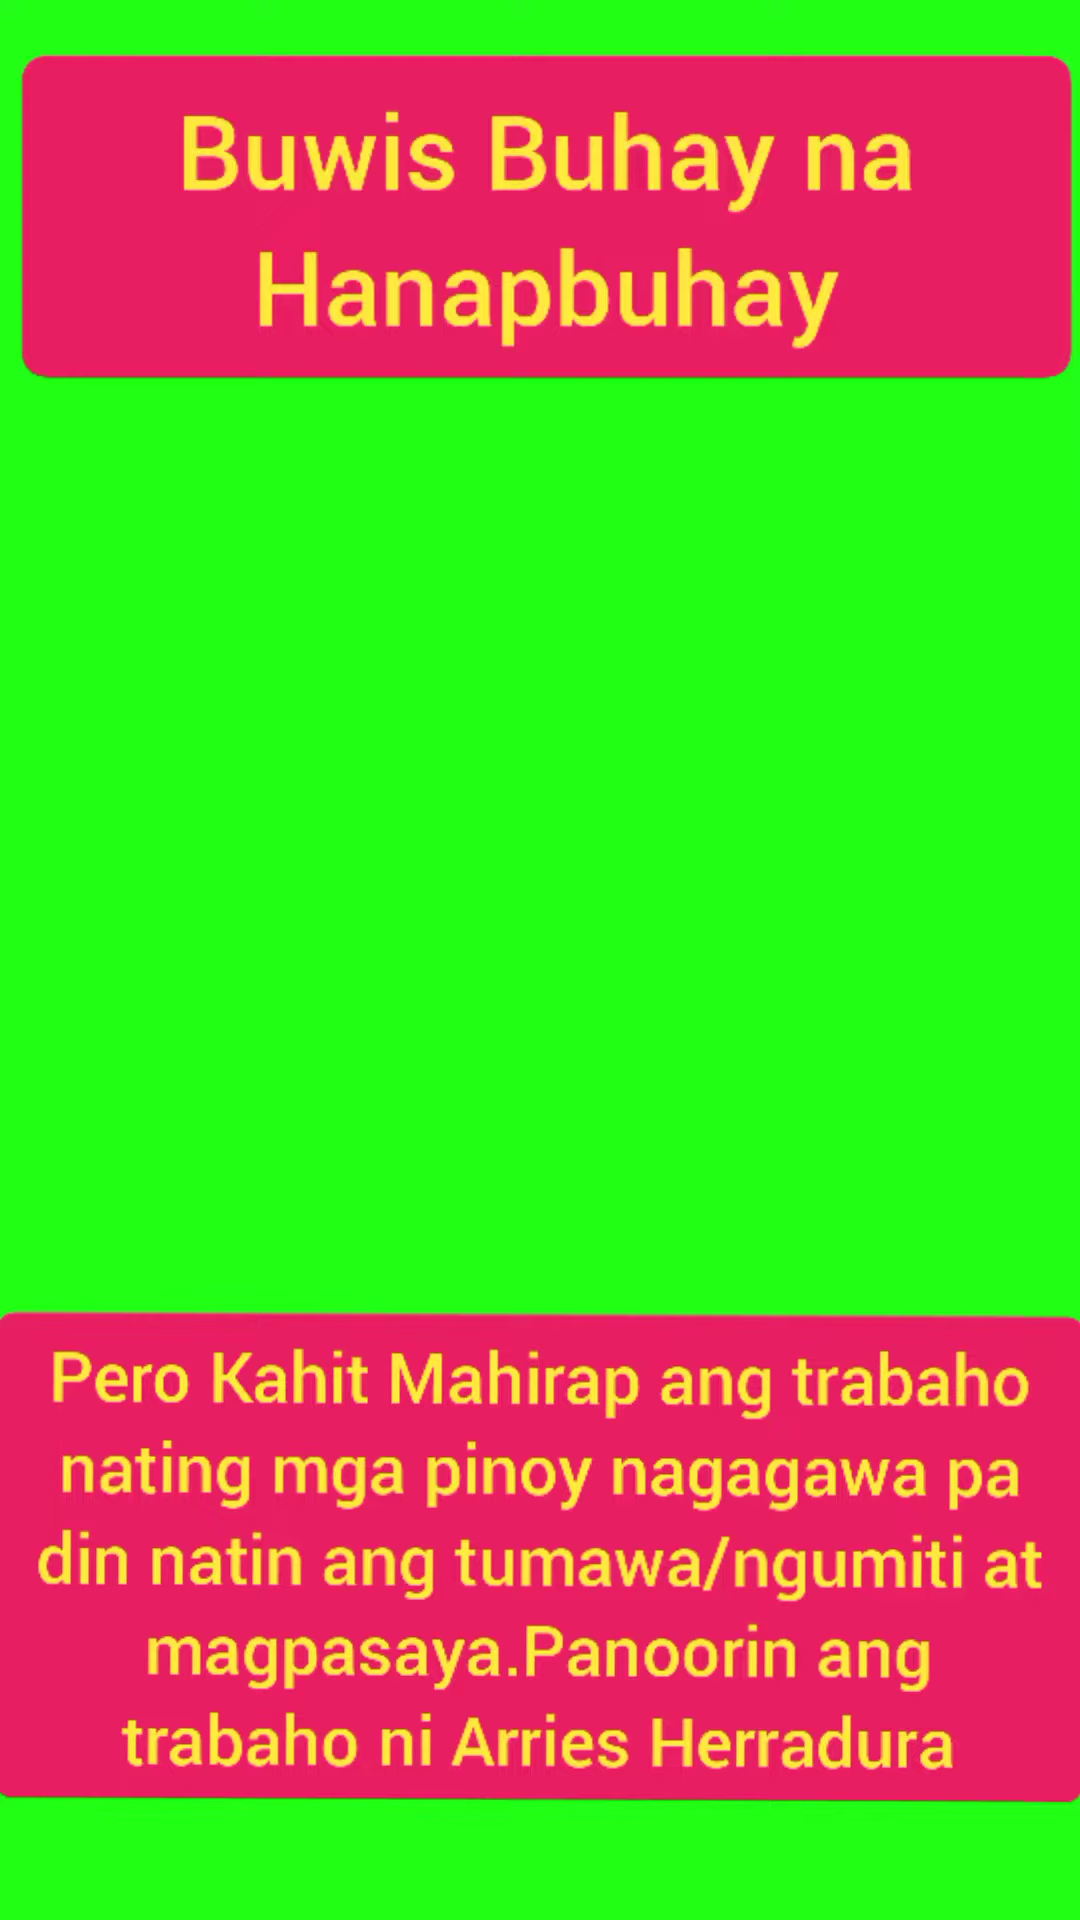 Buwis Buhay na
Hanapbuhay
Pero Kahit Mahirap ang trabaho
nating mga pinoy nagagawa pa
din natin ang tumawa/ngumiti at
magpasaya.Panoorin ang
trabaho ni Arries Herradura